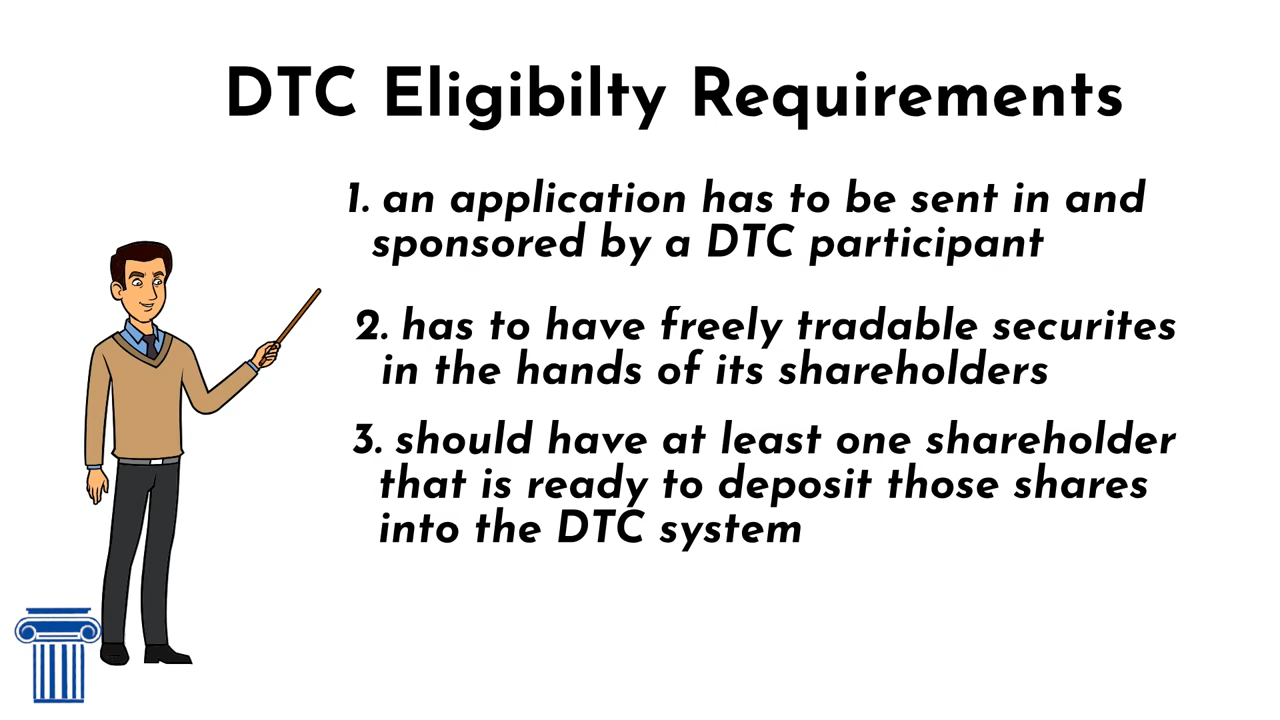 DTC Eligibilty Requirements
1. an application has to be sent in and
sponsored by a DTC participant
2. has to have freely tradable securites
in the hands of its shareholders
3. should have at least one shareholder
that is ready to deposit those shares
into the DTC system